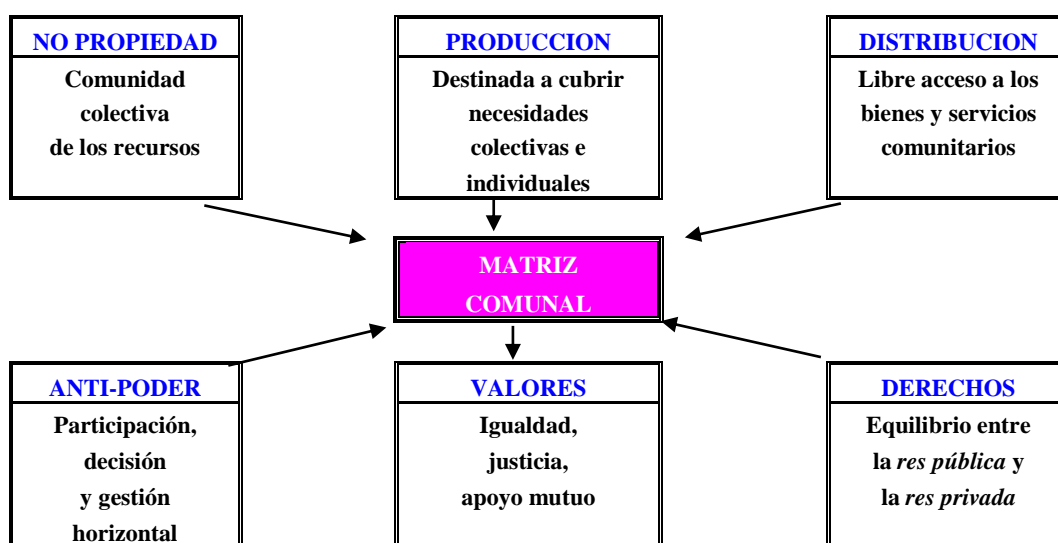 NO PROPIEDAD
Comunidad
colectiva
de los recursos
PRODUCCION
Destinada a cubrir
necesidades
colectivas e
individuales
DISTRIBUCION
Libre acceso a los
bienes y servicios
comunitarios
MATRIZ
COMUNAL
ANTI-PODER
Participación,
decisión
y gestión
horizontal
VALORES
Igualdad,
justicia,
apoyo mutuo
DERECHOS
Equilibrio entre
la res pública y
la res privada